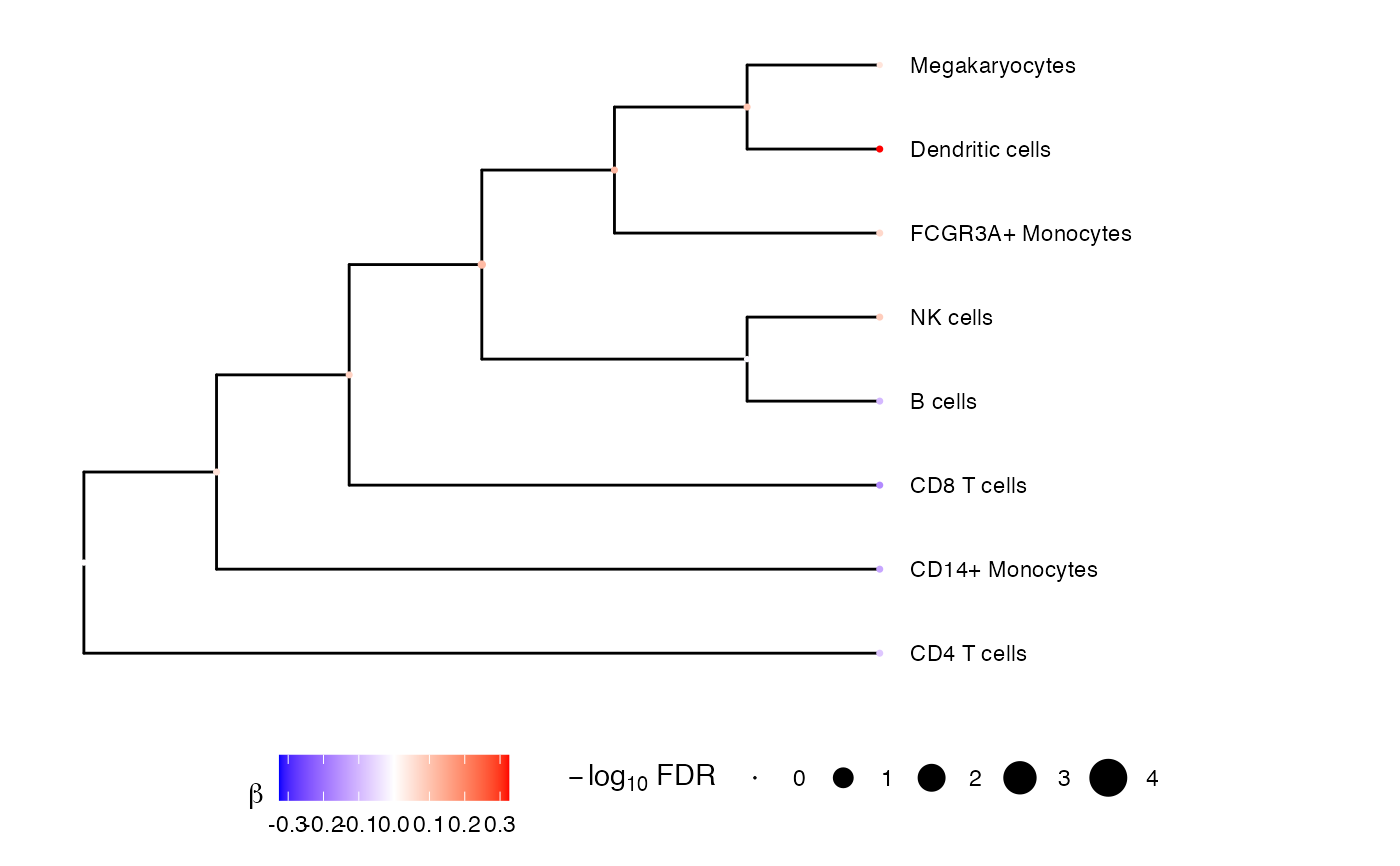 Megakaryocytes
Dendritic cells
FCGR3A+ Monocytes
NK cells
B cells
CD8 T cells
CD14+ Monocytes
CD4 T cells
β
-0.3-0.2-0.10.00.10.20.3
−log10 FDR
0 1 2 3 4